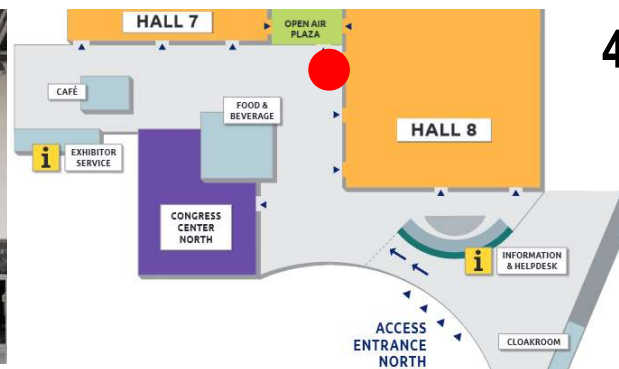 HALL 7
OPEN AIR
PLAZA
4
CAFÉ
FOOD &
BEVERAGE
HALL 8
i
EXHIBITOR
SERVICE
CONGRESS
CENTER
NORTH
i
INFORMATION
& HELPDESK
ACCESS
ENTRANCE
NORTH
CLOAKROOM